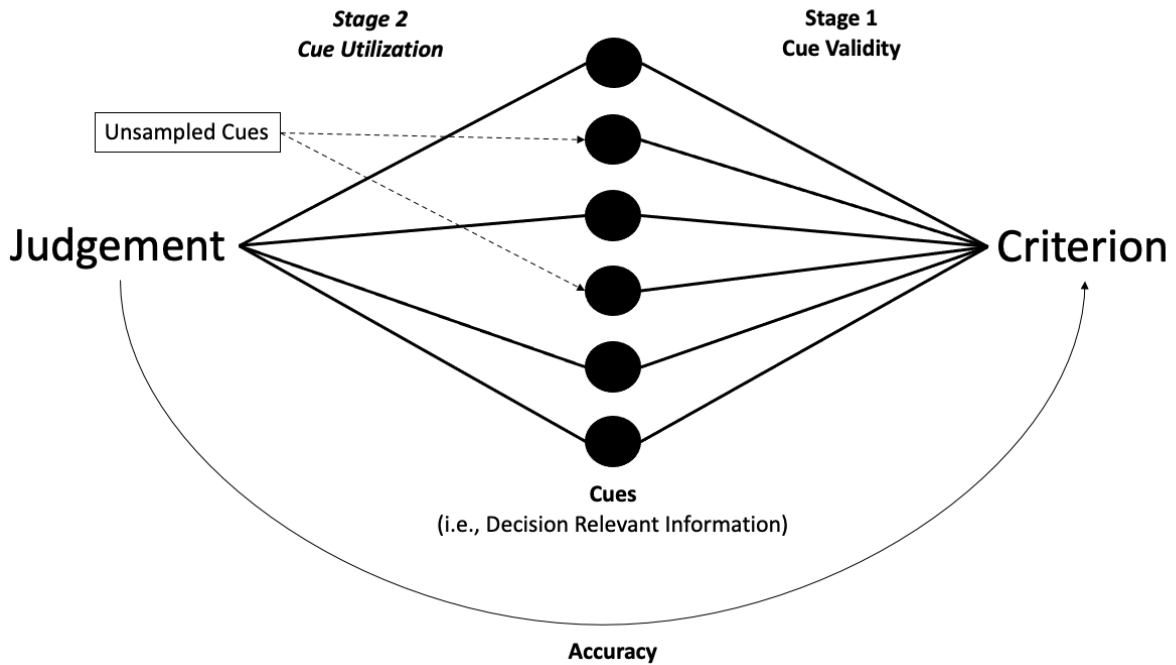 Stage 2
Cue Utilization
Stage 1
Cue Validity
Unsampled Cues
Judgement
Criterion
Cues
(i.e., Decision Relevant Information)
Accuracy